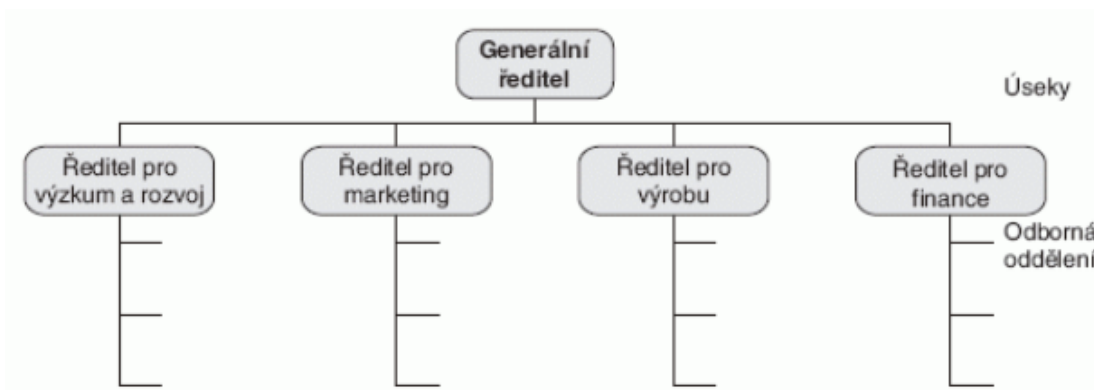 Generální
ředitel
Úseky
Ředitel pro
výzkum a rozvoj
Ředitel pro
marketing
Ředitel pro
výrobu
Ředitel pro
finance
Odborná
oddělení